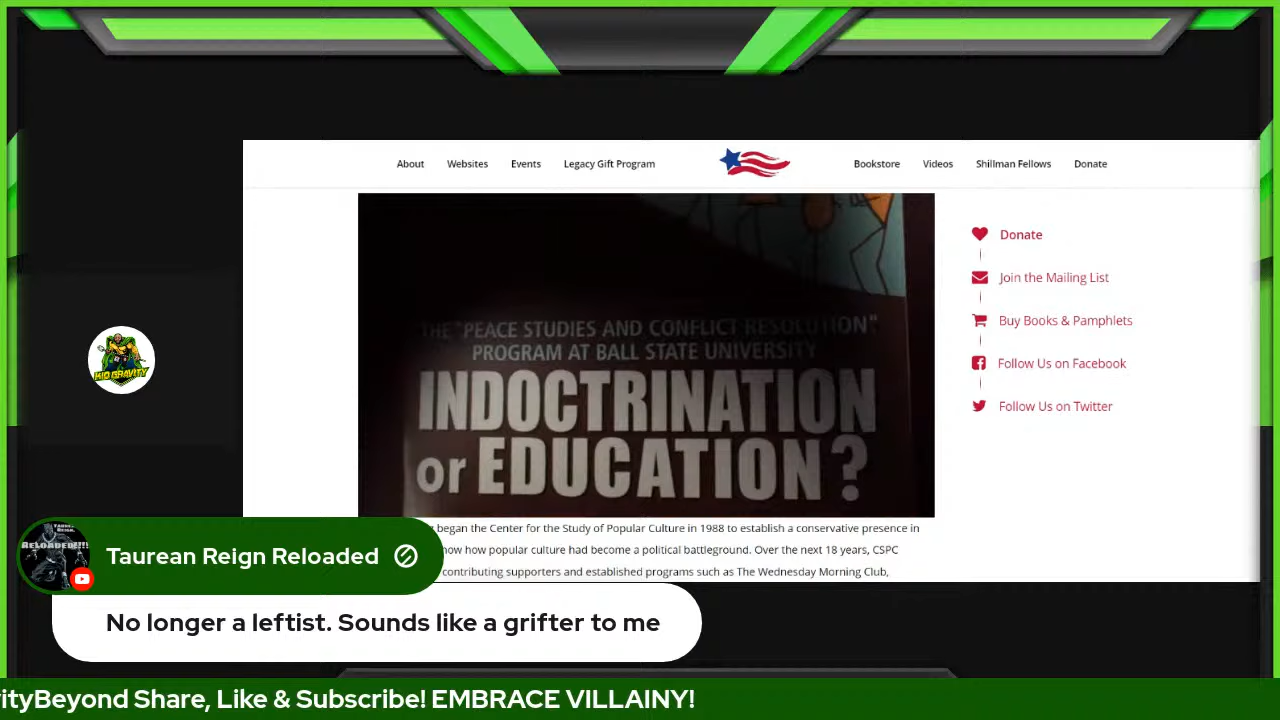 About Websites Events Legacy Gift Program Bookstore Videos Shillman Fellows Donate
THE "PEACE STUDIES AND CONFLICT RESOLUTION"
PROGRAM AT BALL STATE UNIVERSITY
INDOCTRINATION
or EDUCATION?
Donate
Join the Mailing List
Buy Books & Pamphlets
Follow Us on Facebook
Follow Us on Twitter
began the Center for the Study of Popular Culture in 1988 to establish a conservative presence in
how popular culture had become a political battleground. Over the next 18 years, CSPC
contributing supporters and established programs such as The Wednesday Morning Club,
KID GRAVITY
RELOADED!!!!
Taurean Reign Reloaded
No longer a leftist. Sounds like a grifter to me
ityBeyond Share, Like & Subscribe! EMBRACE VILLAINY!